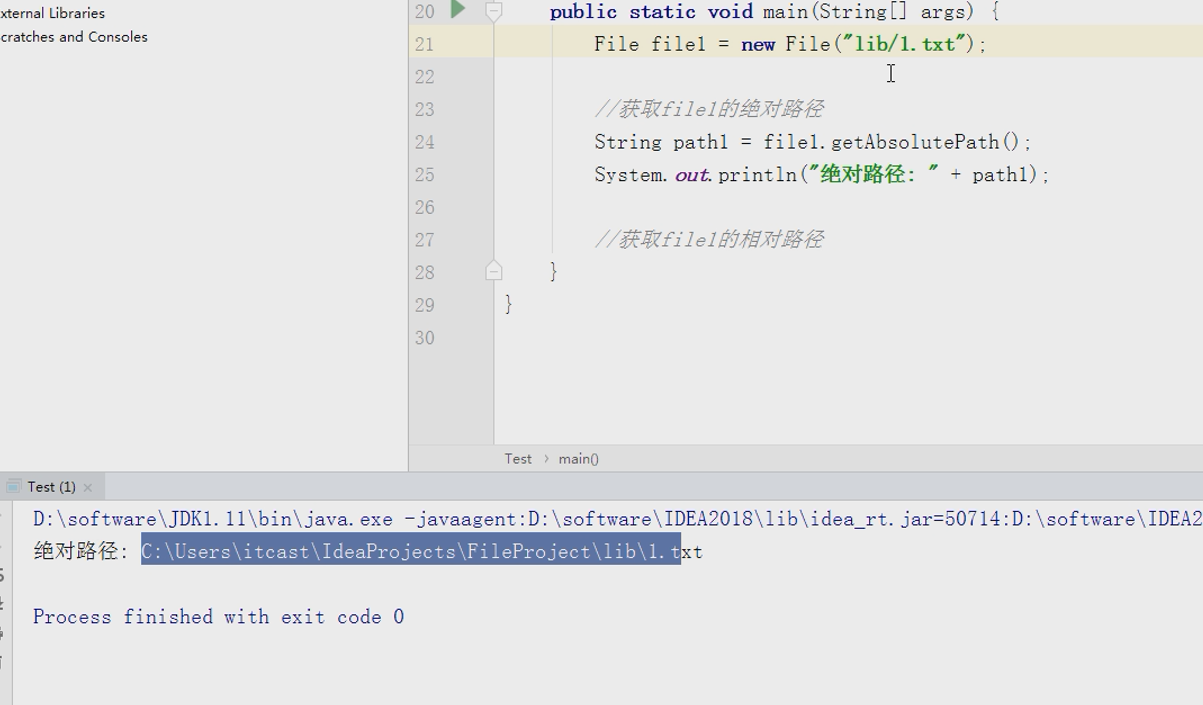 xternal Libraries
cratches and Consoles
20 public static void main(String[] args) {
21 File file1 = new File("lib/1.txt");
22
23 //获取file1的绝对路径
24 String path1 = file1.getAbsolutePath();
25 System.out.println("绝对路径: " + path1);
26
27 //获取file1的相对路径
28 }
29 }
30
Test › main()
Test (1) ×
D:\software\JDK1.11\bin\java.exe -javaagent:D:\software\IDEA2018\lib\idea_rt.jar=50714:D:\software\IDEA2
绝对路径: C:\Users\itcast\IdeaProjects\FileProject\lib\1.txt
Process finished with exit code 0